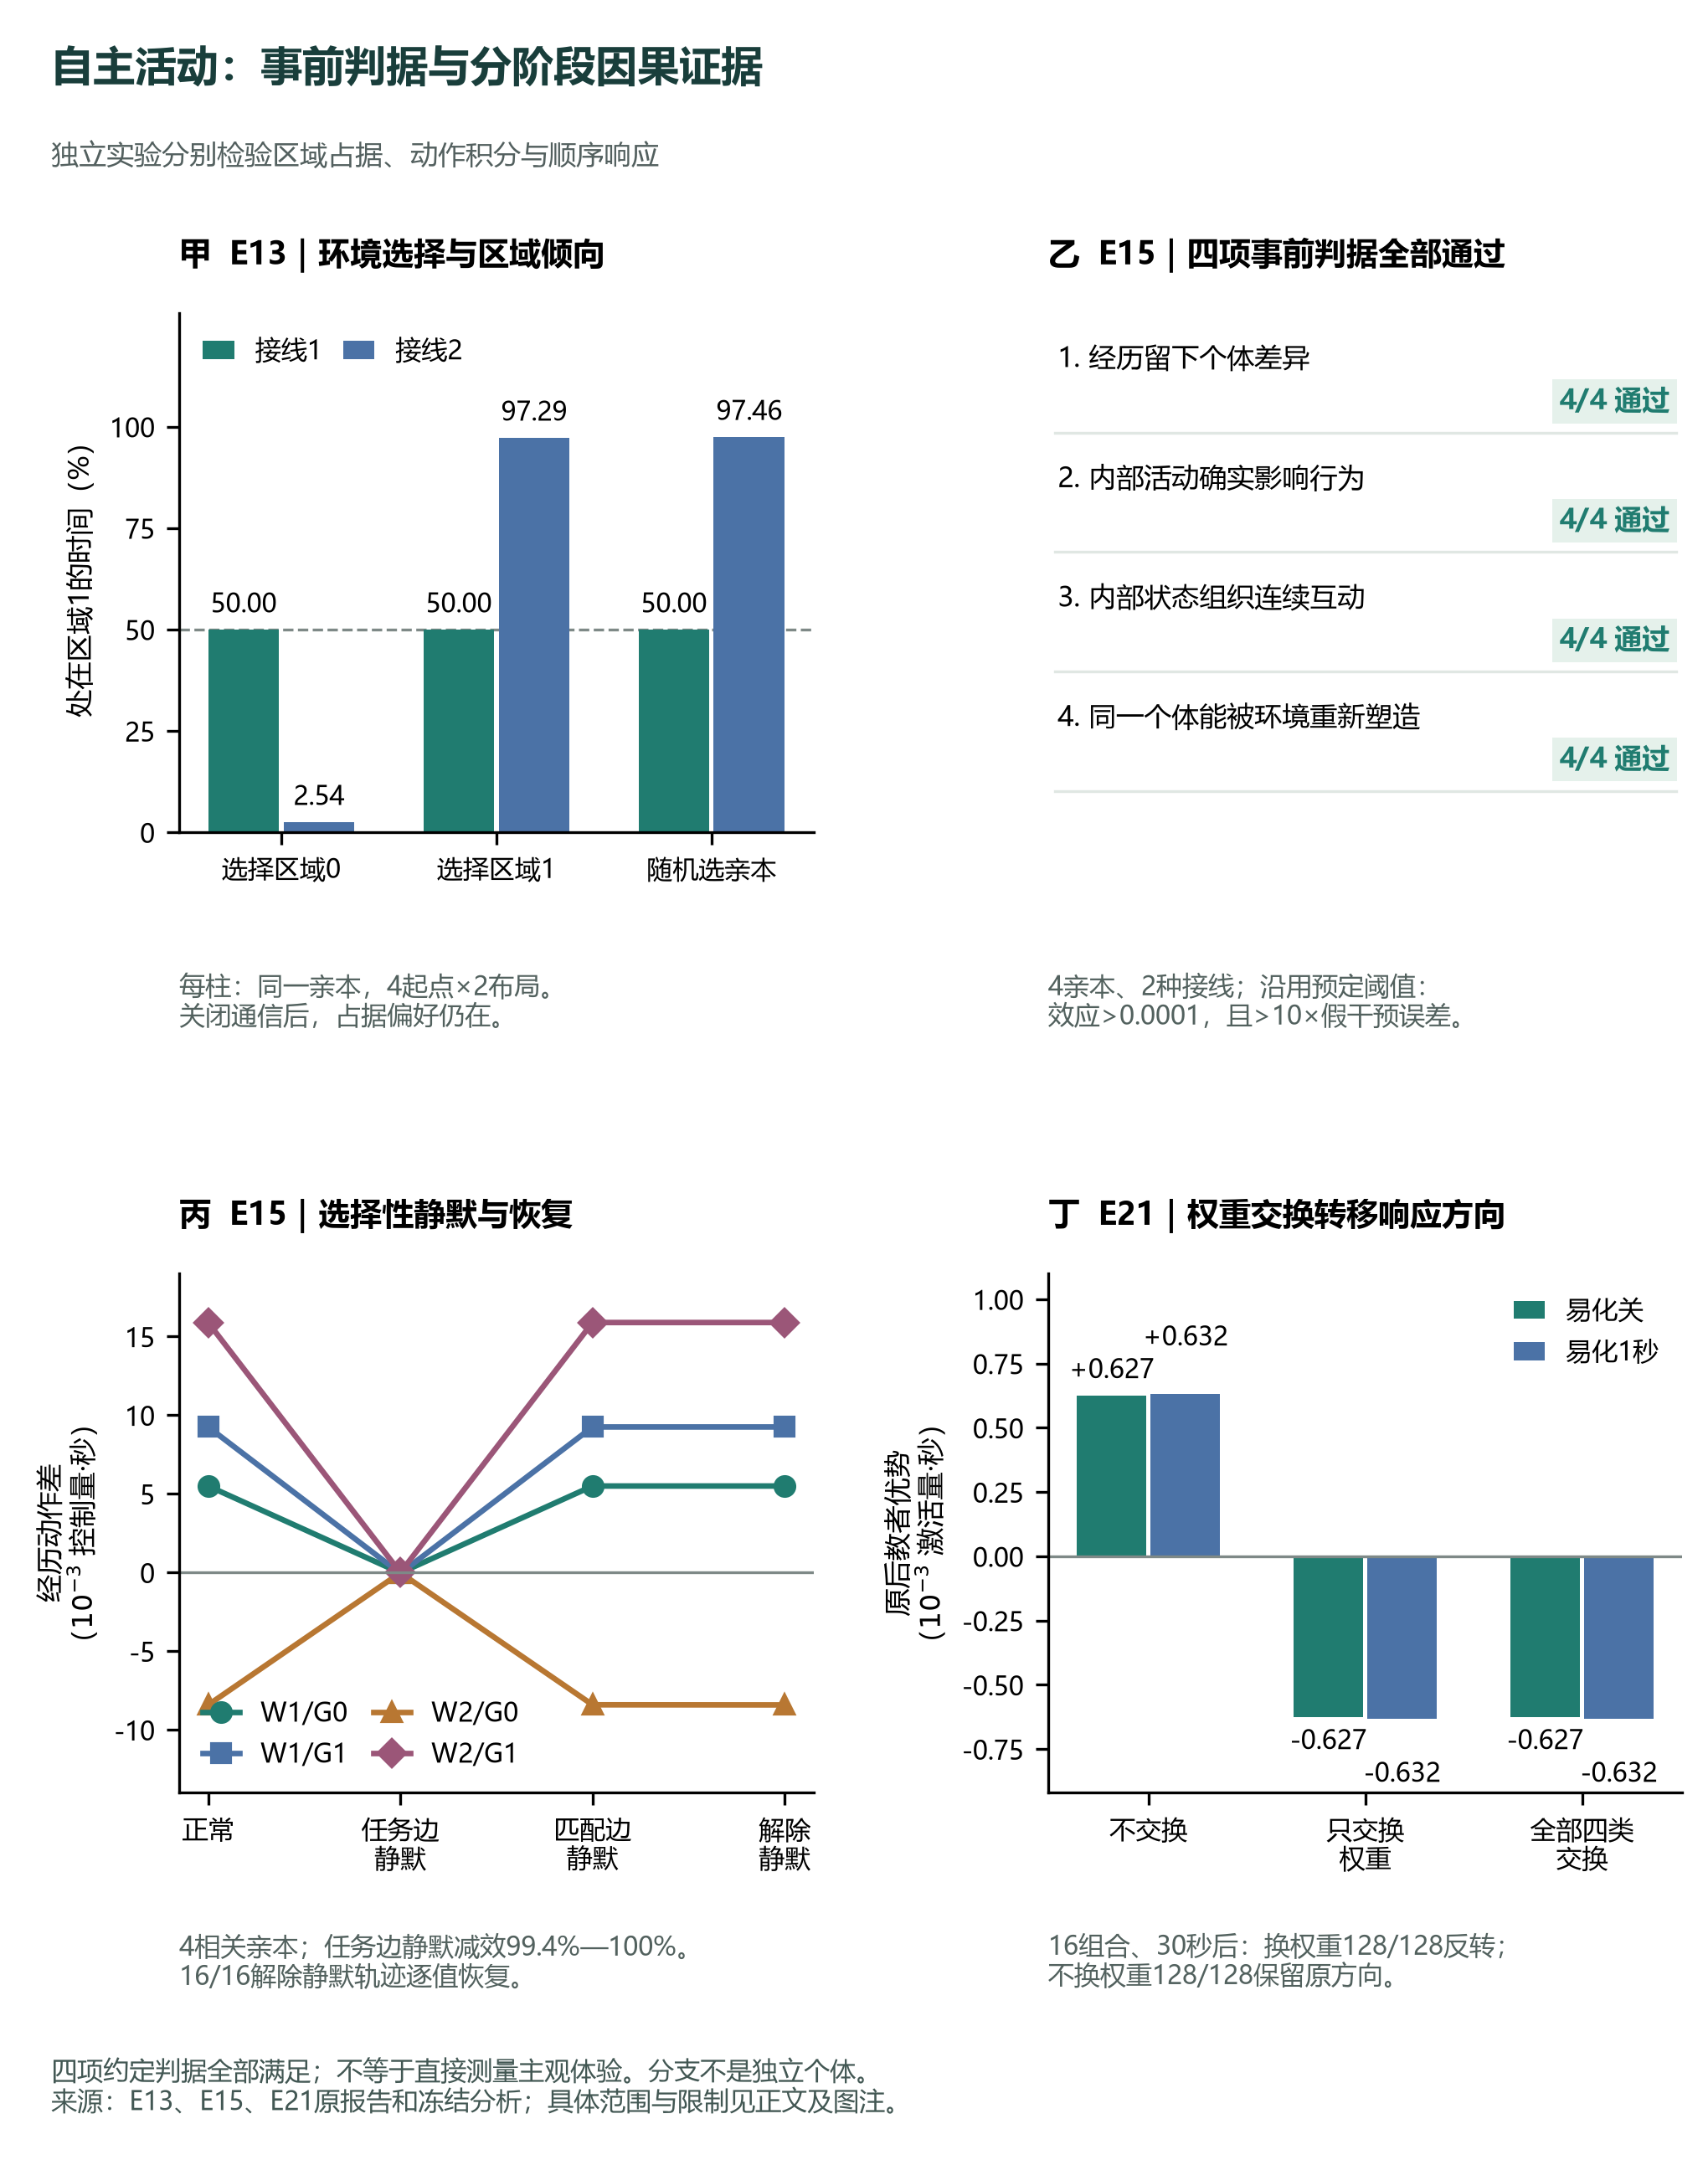 自主活动：事前判据与分阶段因果证据
独立实验分别检验区域占据、动作积分与顺序响应
甲 E13｜环境选择与区域倾向
接线1 接线2
处在区域1的时间（%）
100
75
50
25
0
50.00
2.54
50.00
97.29
50.00
97.46
选择区域0
选择区域1
随机选亲本
每柱：同一亲本，4起点×2布局。
关闭通信后，占据偏好仍在。
乙 E15｜四项事前判据全部通过
1. 经历留下个体差异
4/4 通过
2. 内部活动确实影响行为
4/4 通过
3. 内部状态组织连续互动
4/4 通过
4. 同一个体能被环境重新塑造
4/4 通过
4亲本、2种接线；沿用预定阈值：
效应>0.0001，且>10×假干预误差。
丙 E15｜选择性静默与恢复
经历动作差
（10⁻³ 控制量·秒）
15
10
5
0
-5
-10
W1/G0 W2/G0
W1/G1 W2/G1
正常
任务边
静默
匹配边
静默
解除
静默
4相关亲本；任务边静默减效99.4%—100%。
16/16解除静默轨迹逐值恢复。
丁 E21｜权重交换转移响应方向
原后教者优势
（10⁻³ 激活量·秒）
1.00
0.75
0.50
0.25
0.00
-0.25
-0.50
-0.75
易化关
易化1秒
+0.627
+0.632
-0.627
-0.632
-0.627
-0.632
不交换
只交换
权重
全部四类
交换
16组合、30秒后：换权重128/128反转；
不换权重128/128保留原方向。
四项约定判据全部满足；不等于直接测量主观体验。分支不是独立个体。
来源：E13、E15、E21原报告和冻结分析；具体范围与限制见正文及图注。